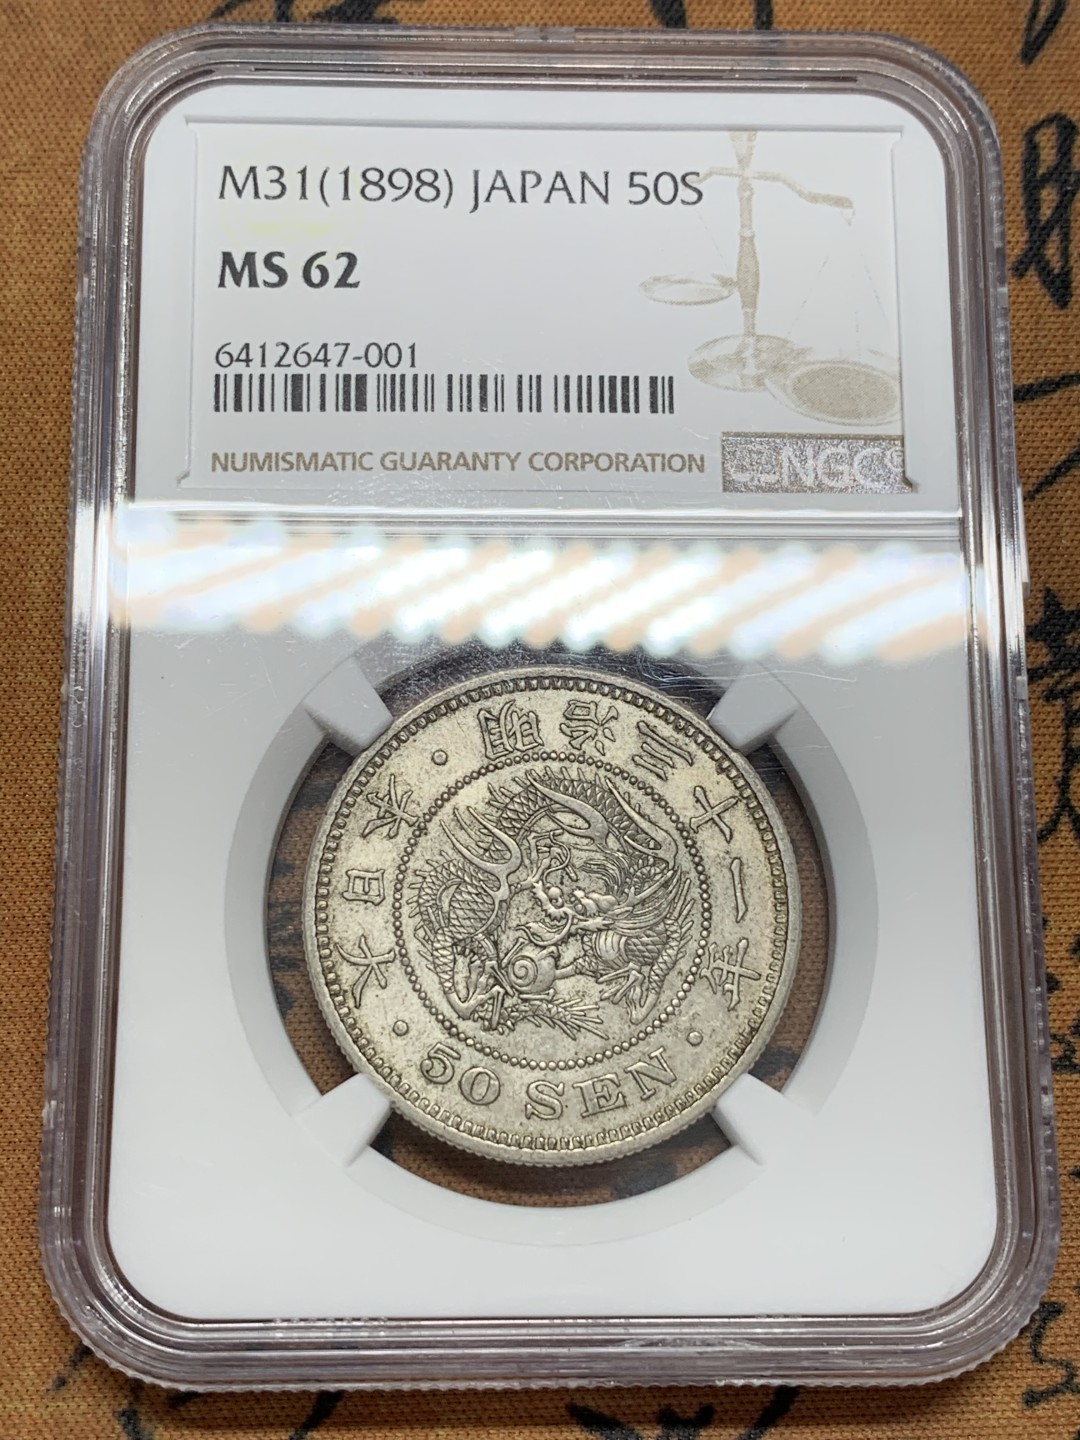 M31(1898) JAPAN 50S
MS 62
6412647-001
NUMISMATIC GUARANTY CORPORATION
NGC
大日本・明治三十一年・
50 SEN